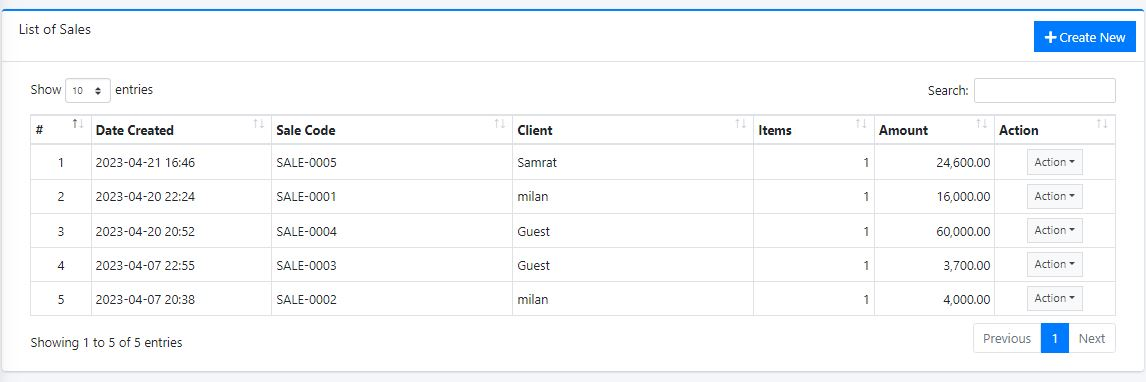 List of Sales
Create New
Show 10 entries Search:
# Date Created Sale Code Client Items Amount Action
1 2023-04-21 16:46 SALE-0005 Samrat 1 24,600.00 Action
2 2023-04-20 22:24 SALE-0001 milan 1 16,000.00 Action
3 2023-04-20 20:52 SALE-0004 Guest 1 60,000.00 Action
4 2023-04-07 22:55 SALE-0003 Guest 1 3,700.00 Action
5 2023-04-07 20:38 SALE-0002 milan 1 4,000.00 Action
Showing 1 to 5 of 5 entries Previous 1 Next